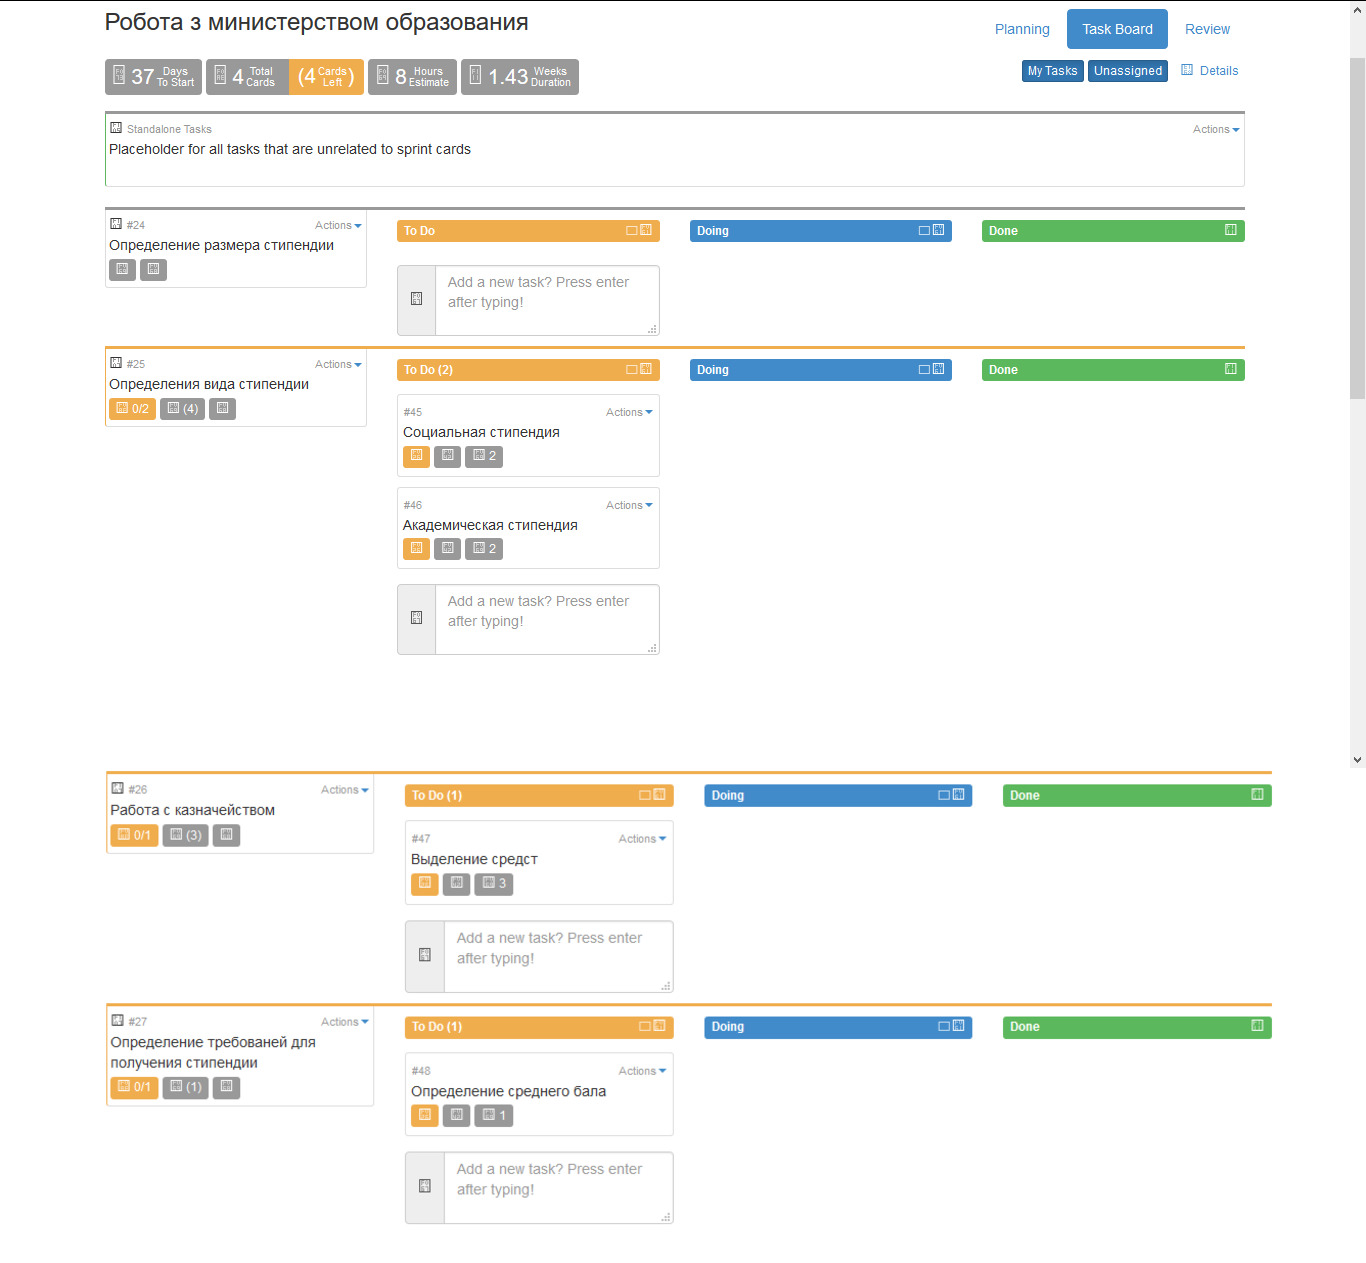 Робота з министерством образования
Planning
Task Board
Review
37 Days To Start
4 Total Cards
(4 Cards Left )
8 Hours Estimate
1.43 Weeks Duration
My Tasks
Unassigned
Details
Standalone Tasks
Actions
Placeholder for all tasks that are unrelated to sprint cards
#24
Actions
Определение размера стипендии
To Do
Doing
Done
Add a new task? Press enter
after typing!
#25
Actions
Определения вида стипендии
0/2
(4)
To Do (2)
Doing
Done
#45
Actions
Социальная стипендия
2
#46
Actions
Академическая стипендия
2
Add a new task? Press enter
after typing!
#26
Actions
Работа с казначейством
0/1
(3)
To Do (1)
Doing
Done
#47
Actions
Выделение средст
3
Add a new task? Press enter
after typing!
#27
Actions
Определение требованей для
получения стипендии
0/1
(1)
To Do (1)
Doing
Done
#48
Actions
Определение среднего бала
1
Add a new task? Press enter
after typing!